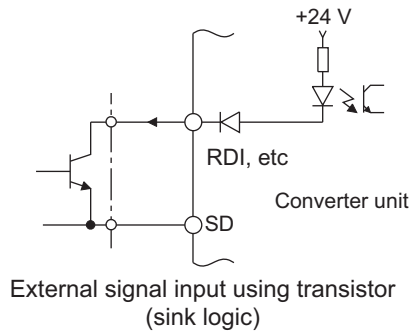 +24 V
RDI, etc
Converter unit
SD
External signal input using transistor
(sink logic)